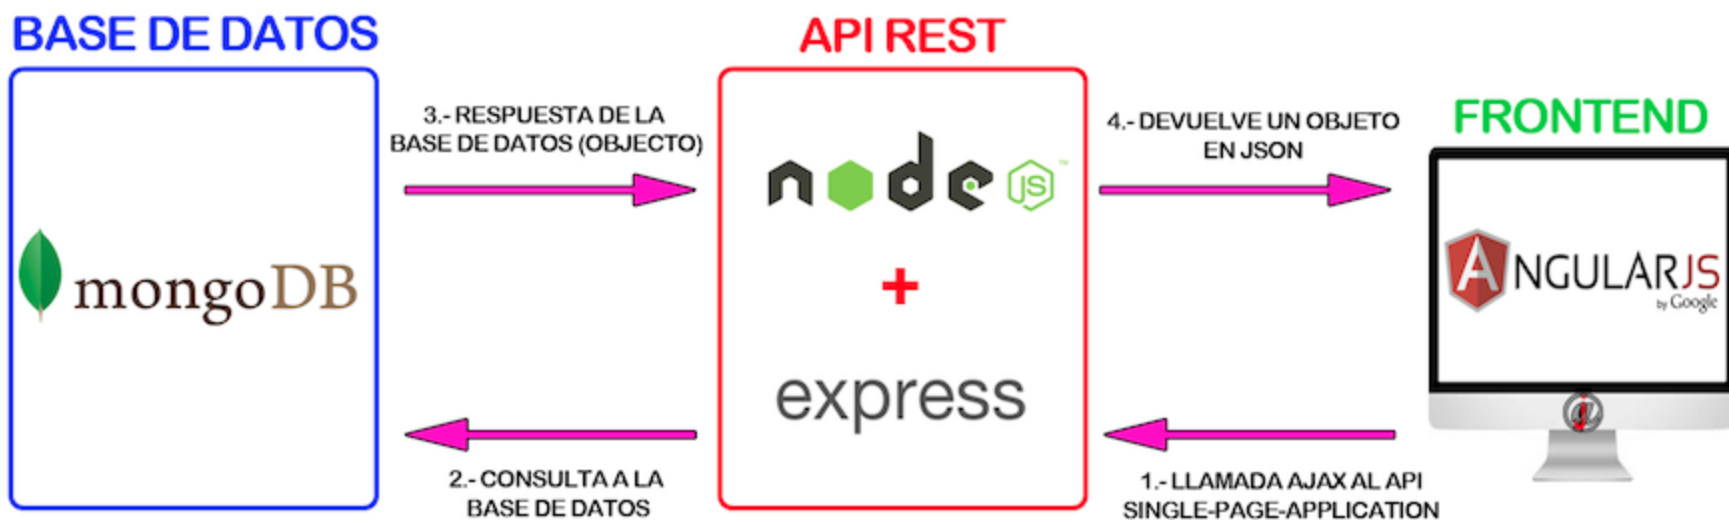 BASE DE DATOS
mongoDB
3.- RESPUESTA DE LA
BASE DE DATOS (OBJECTO)
2.- CONSULTA A LA
BASE DE DATOS
API REST
node
JS
TM
+
express
4.- DEVUELVE UN OBJETO
EN JSON
1.- LLAMADA AJAX AL API
SINGLE-PAGE-APPLICATION
FRONTEND
ANGULARJS
by Google
@